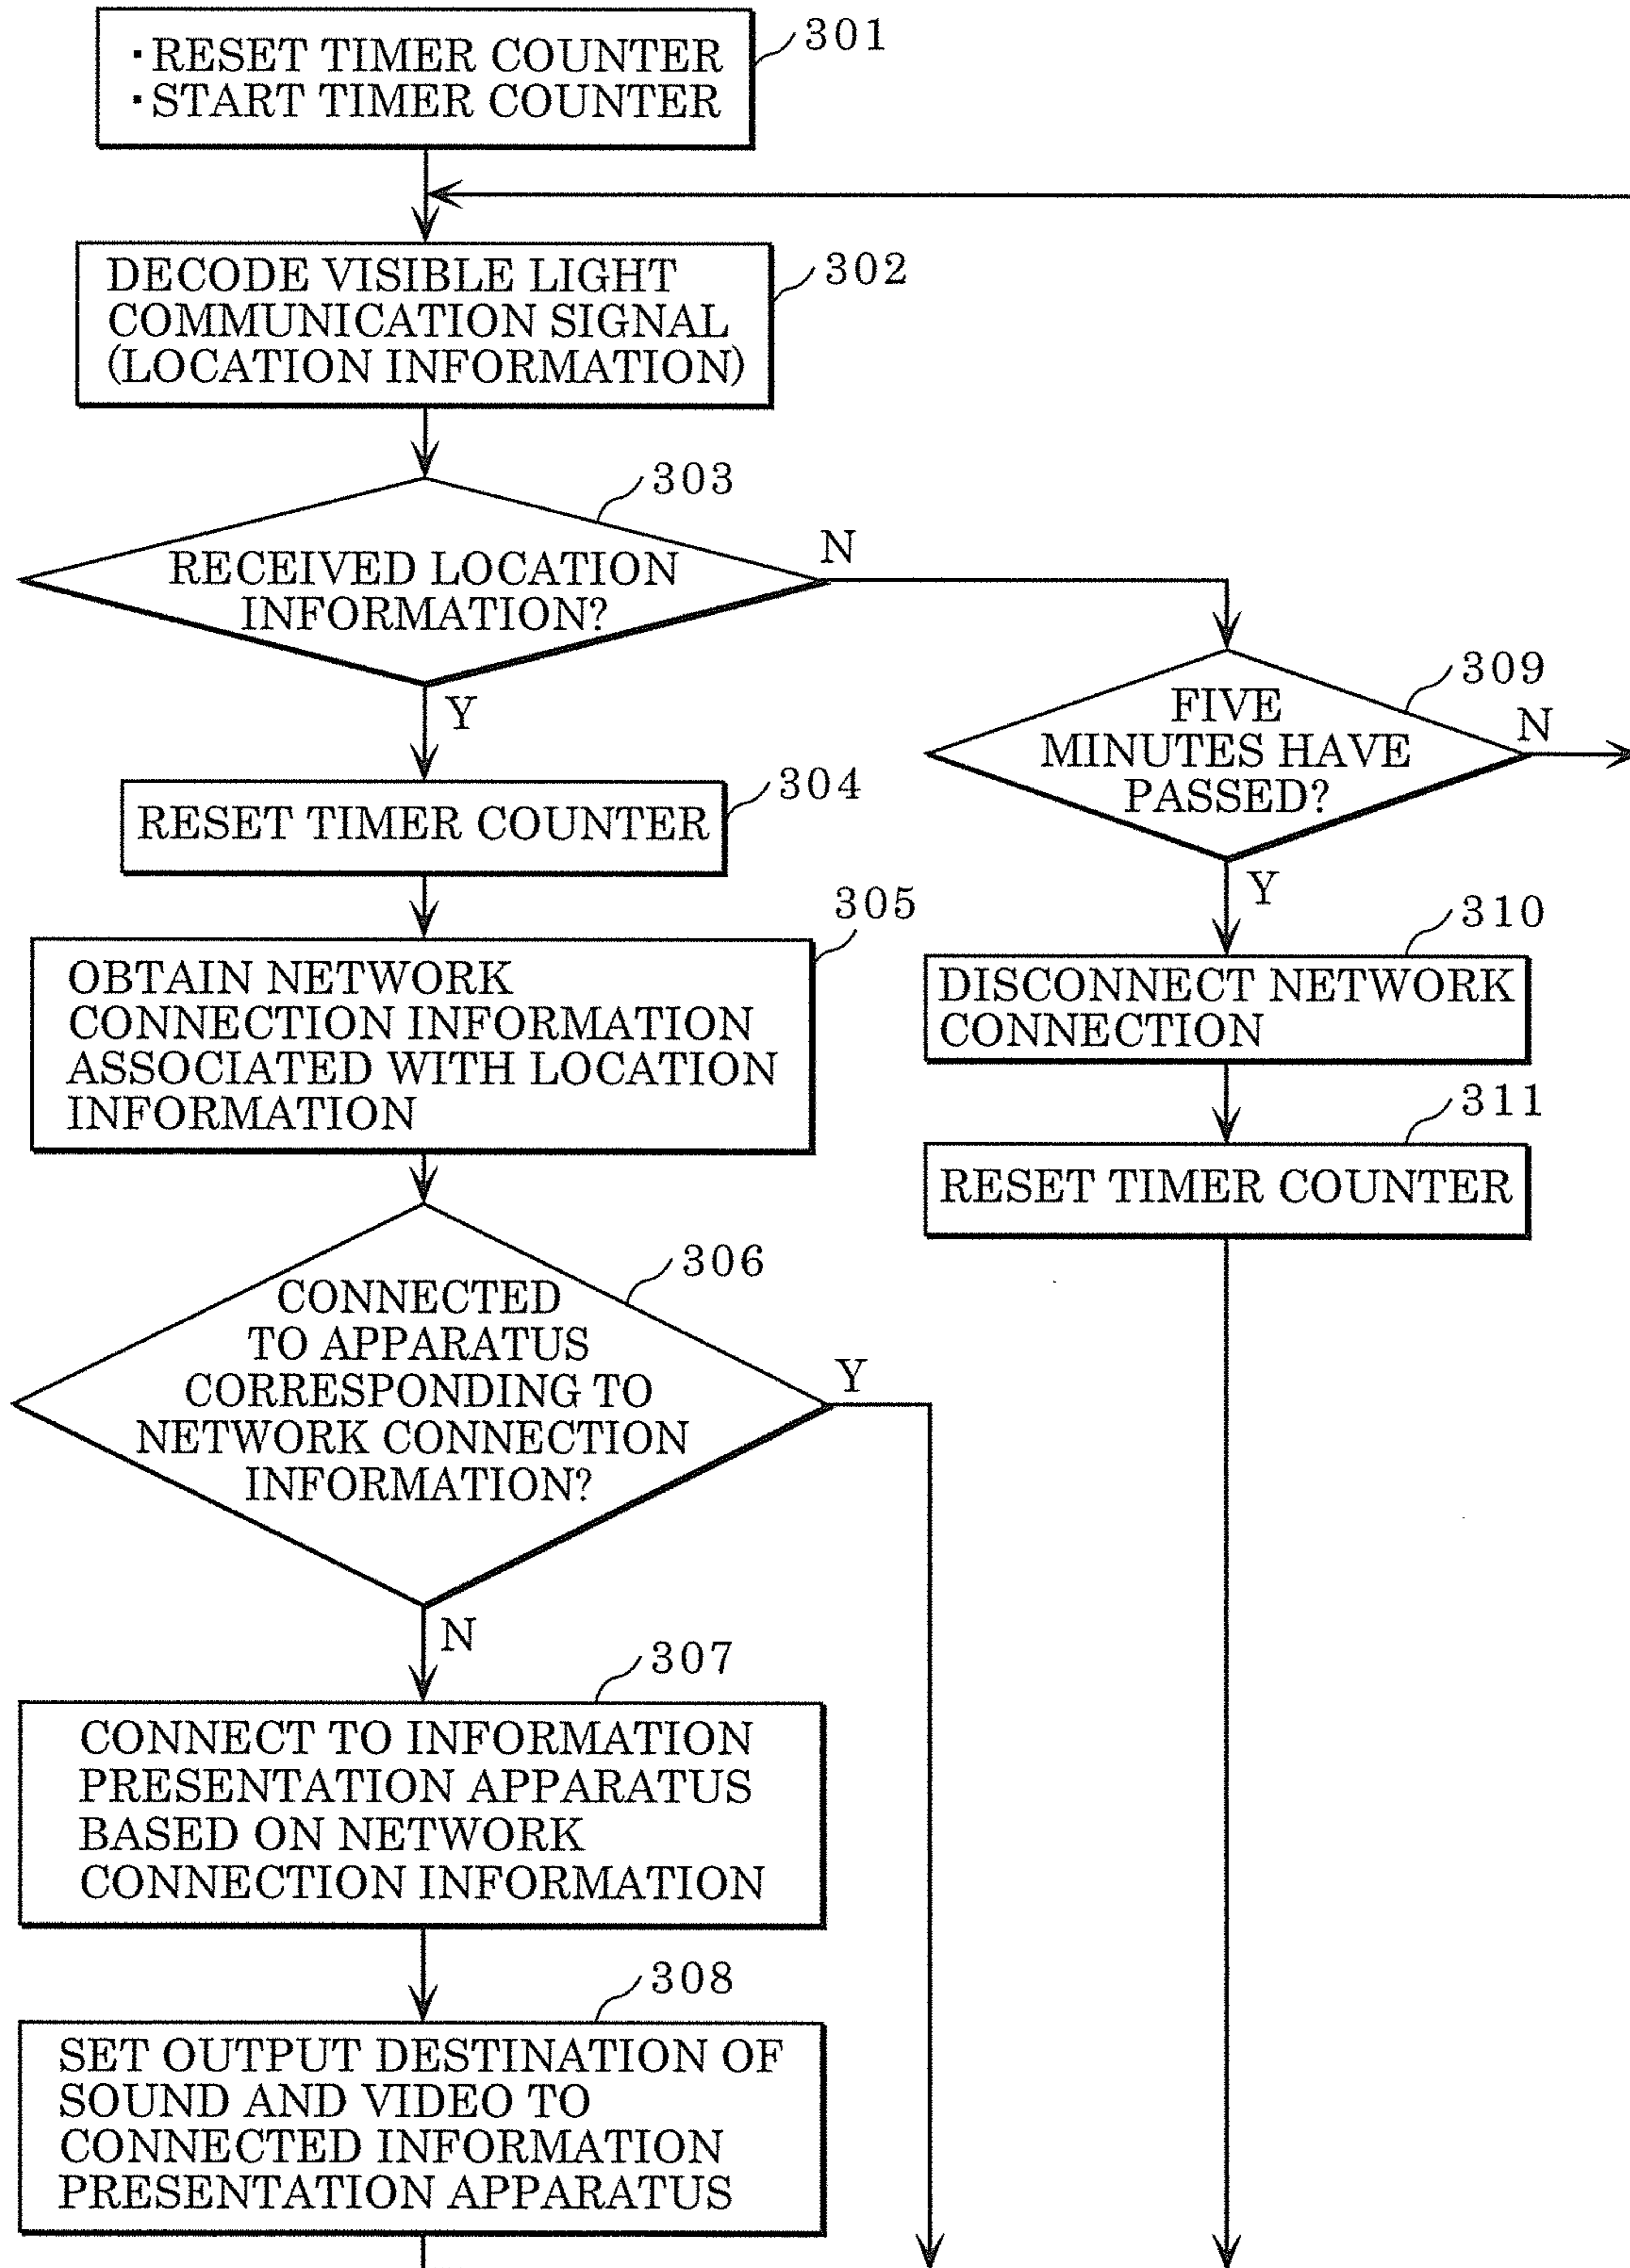 301
· RESET TIMER COUNTER
· START TIMER COUNTER
302
DECODE VISIBLE LIGHT
COMMUNICATION SIGNAL
(LOCATION INFORMATION)
303
RECEIVED LOCATION
INFORMATION?
N
Y
309
FIVE
MINUTES HAVE
PASSED?
N
Y
304
RESET TIMER COUNTER
305
OBTAIN NETWORK
CONNECTION INFORMATION
ASSOCIATED WITH LOCATION
INFORMATION
310
DISCONNECT NETWORK
CONNECTION
311
RESET TIMER COUNTER
306
CONNECTED
TO APPARATUS
CORRESPONDING TO
NETWORK CONNECTION
INFORMATION?
Y
N
307
CONNECT TO INFORMATION
PRESENTATION APPARATUS
BASED ON NETWORK
CONNECTION INFORMATION
308
SET OUTPUT DESTINATION OF
SOUND AND VIDEO TO
CONNECTED INFORMATION
PRESENTATION APPARATUS